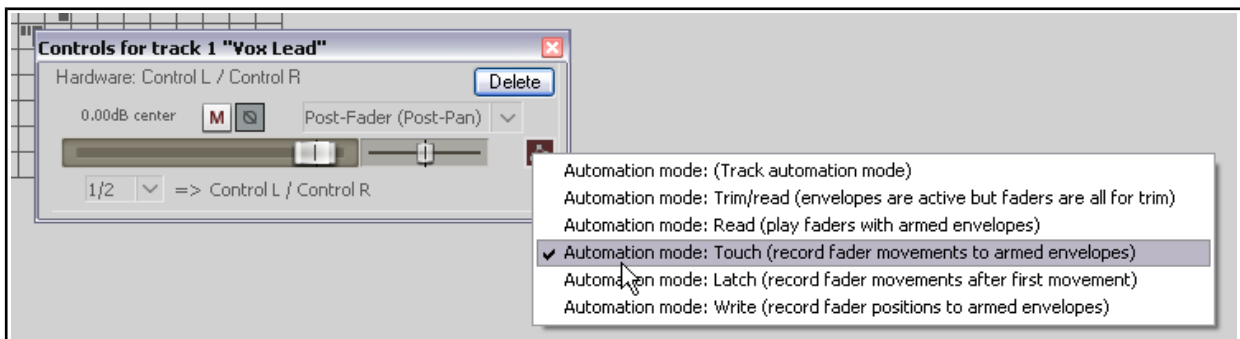 Controls for track 1 "Vox Lead"
Hardware: Control L / Control R
Delete
0.00dB center
M
Post-Fader (Post-Pan)
1/2
=> Control L / Control R
Automation mode: (Track automation mode)
Automation mode: Trim/read (envelopes are active but faders are all for trim)
Automation mode: Read (play faders with armed envelopes)
Automation mode: Touch (record fader movements to armed envelopes)
Automation mode: Latch (record fader movements after first movement)
Automation mode: Write (record fader positions to armed envelopes)